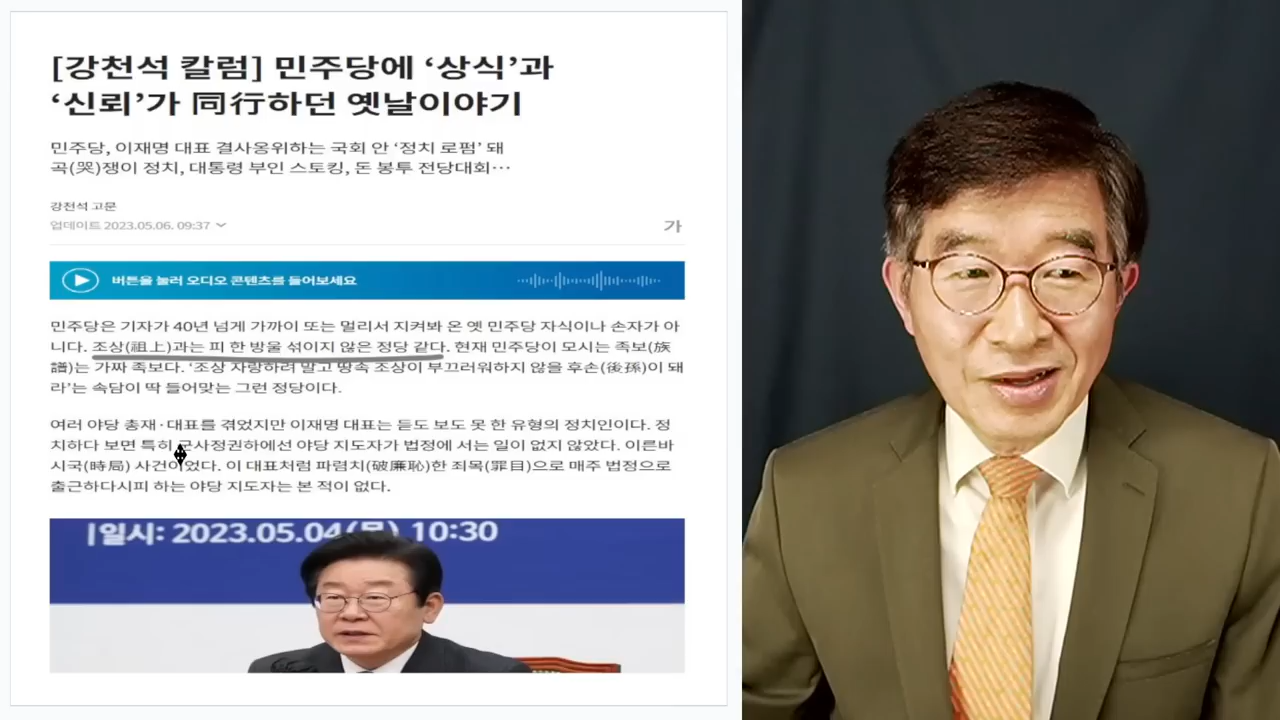 [강천석 칼럼] 민주당에 ‘상식’과
‘신뢰’가 同行하던 옛날이야기
민주당, 이재명 대표 결사옹위하는 국회 안 ‘정치 로펌’ 돼
곡(哭)쟁이 정치, 대통령 부인 스토킹, 돈 봉투 전당대회…
강천석 고문
업데이트 2023.05.06. 09:37
가
버튼을 눌러 오디오 콘텐츠를 들어보세요
민주당은 기자가 40년 넘게 가까이 또는 멀리서 지켜봐 온 옛 민주당 자식이나 손자가 아
니다. 조상(祖上)과는 피 한 방울 섞이지 않은 정당 같다. 현재 민주당이 모시는 족보(族
譜)는 가짜 족보다. ‘조상 자랑하려 말고 땅속 조상이 부끄러워하지 않을 후손(後孫)이 돼
라’는 속담이 딱 들어맞는 그런 정당이다.
여러 야당 총재·대표를 겪었지만 이재명 대표는 듣도 보도 못 한 유형의 정치인이다. 정
치하다 보면 특히 군사정권하에선 야당 지도자가 법정에 서는 일이 없지 않았다. 이른바
시국(時局) 사건이었다. 이 대표처럼 파렴치(破廉恥)한 죄목(罪目)으로 매주 법정으로
출근하다시피 하는 야당 지도자는 본 적이 없다.
일시: 2023.05.04(목) 10:30